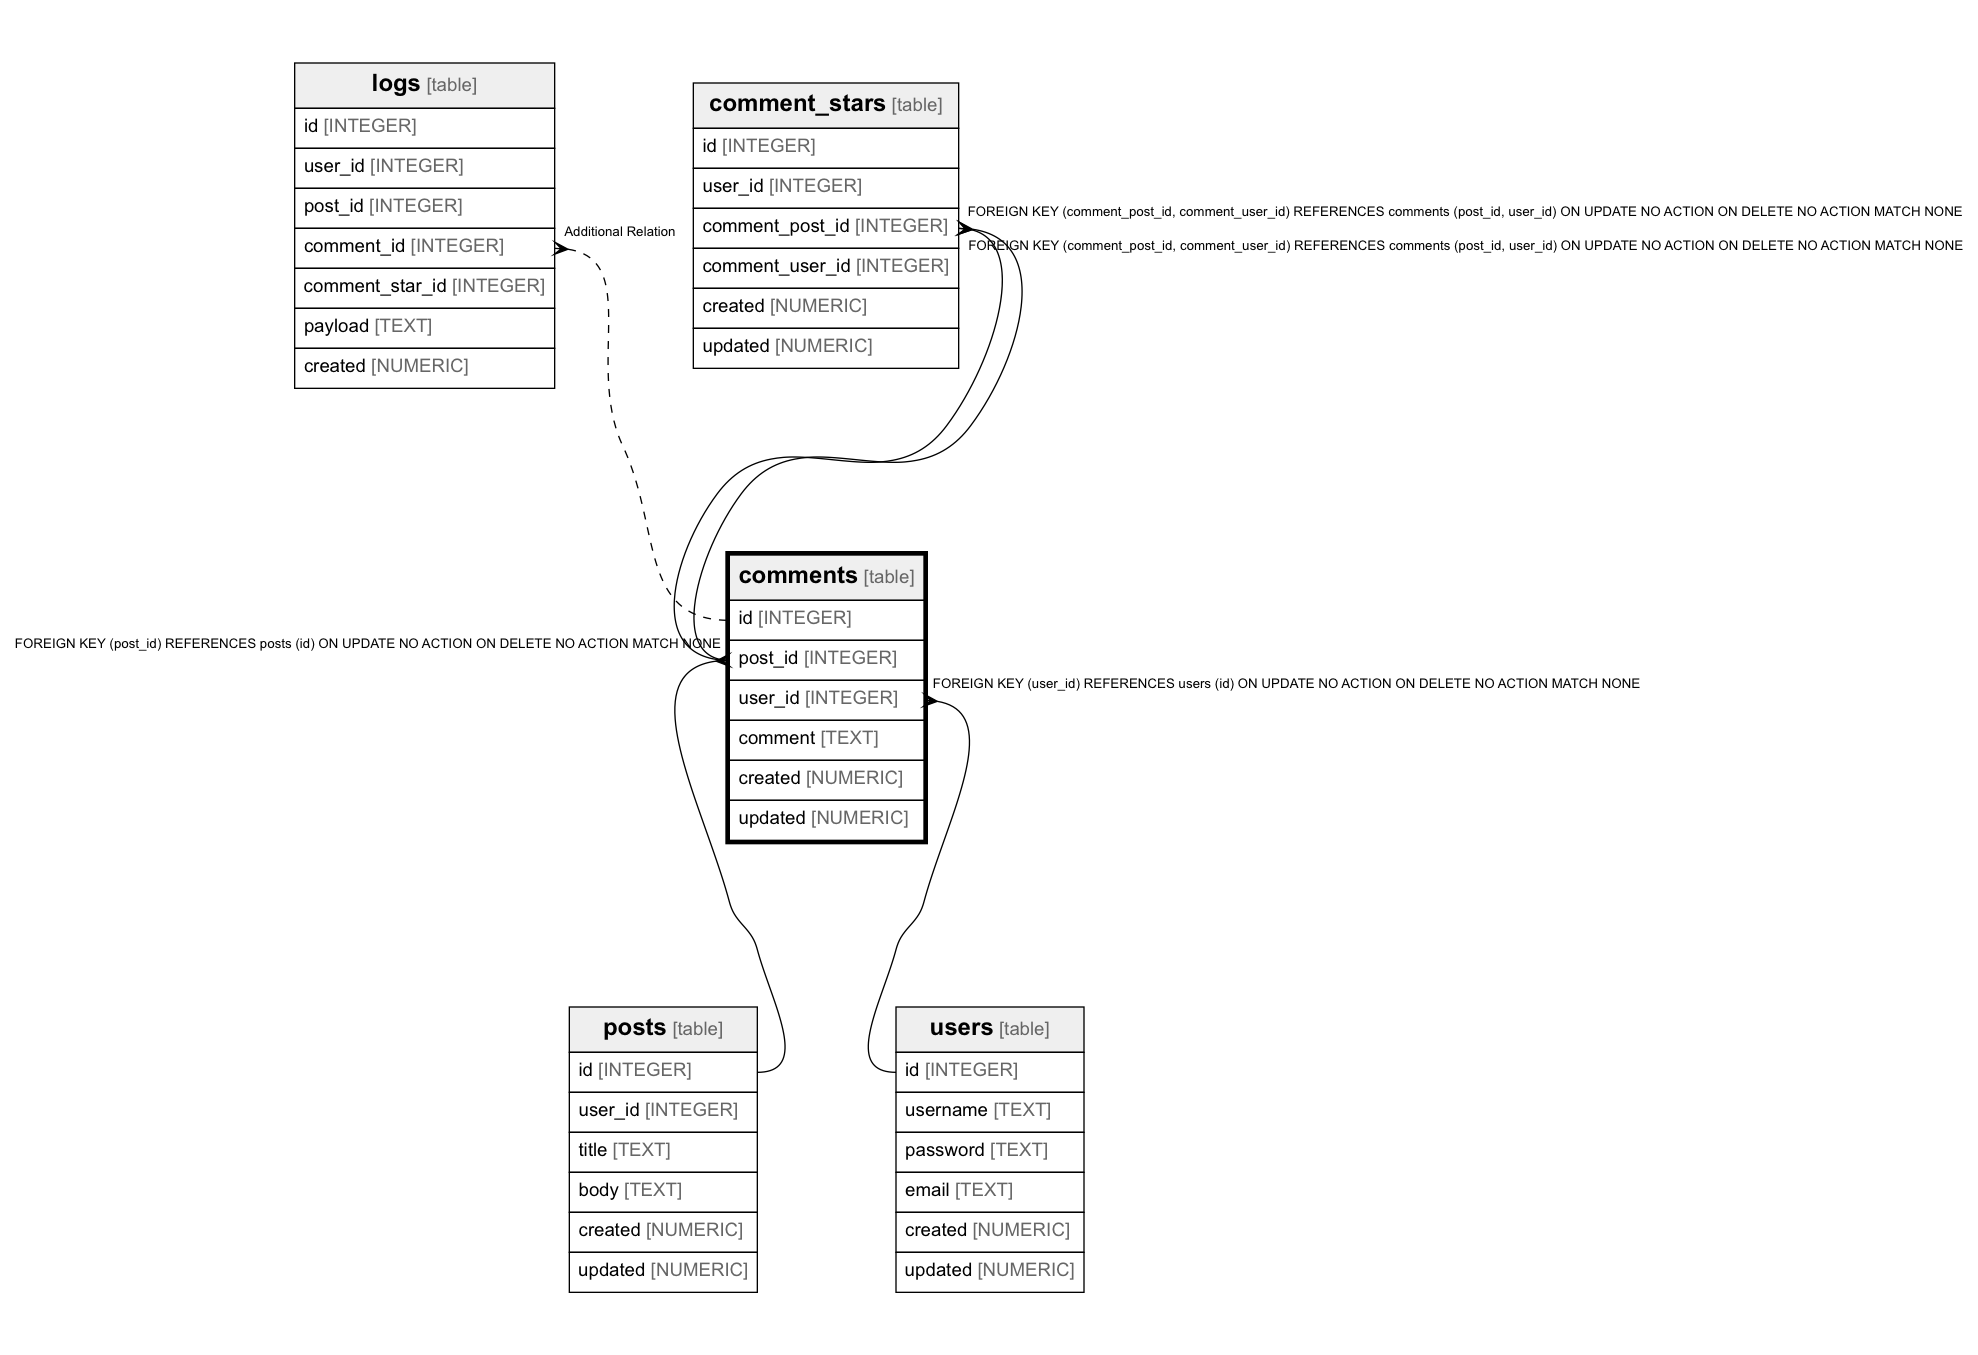 logs [table]
id [INTEGER]
user_id [INTEGER]
post_id [INTEGER]
comment_id [INTEGER]
comment_star_id [INTEGER]
payload [TEXT]
created [NUMERIC]
Additional Relation
comment_stars [table]
id [INTEGER]
user_id [INTEGER]
comment_post_id [INTEGER]
comment_user_id [INTEGER]
created [NUMERIC]
updated [NUMERIC]
FOREIGN KEY (comment_post_id, comment_user_id) REFERENCES comments (post_id, user_id) ON UPDATE NO ACTION ON DELETE NO ACTION MATCH NONE
FOREIGN KEY (comment_post_id, comment_user_id) REFERENCES comments (post_id, user_id) ON UPDATE NO ACTION ON DELETE NO ACTION MATCH NONE
FOREIGN KEY (post_id) REFERENCES posts (id) ON UPDATE NO ACTION ON DELETE NO ACTION MATCH NONE
comments [table]
id [INTEGER]
post_id [INTEGER]
user_id [INTEGER]
comment [TEXT]
created [NUMERIC]
updated [NUMERIC]
FOREIGN KEY (user_id) REFERENCES users (id) ON UPDATE NO ACTION ON DELETE NO ACTION MATCH NONE
posts [table]
id [INTEGER]
user_id [INTEGER]
title [TEXT]
body [TEXT]
created [NUMERIC]
updated [NUMERIC]
users [table]
id [INTEGER]
username [TEXT]
password [TEXT]
email [TEXT]
created [NUMERIC]
updated [NUMERIC]